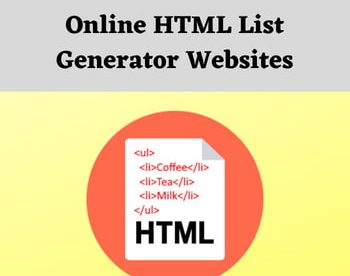 Online HTML List
Generator Websites
<ul>
<li>Coffee</li>
<li>Tea</li>
<li>Milk</li>
</ul>
HTML